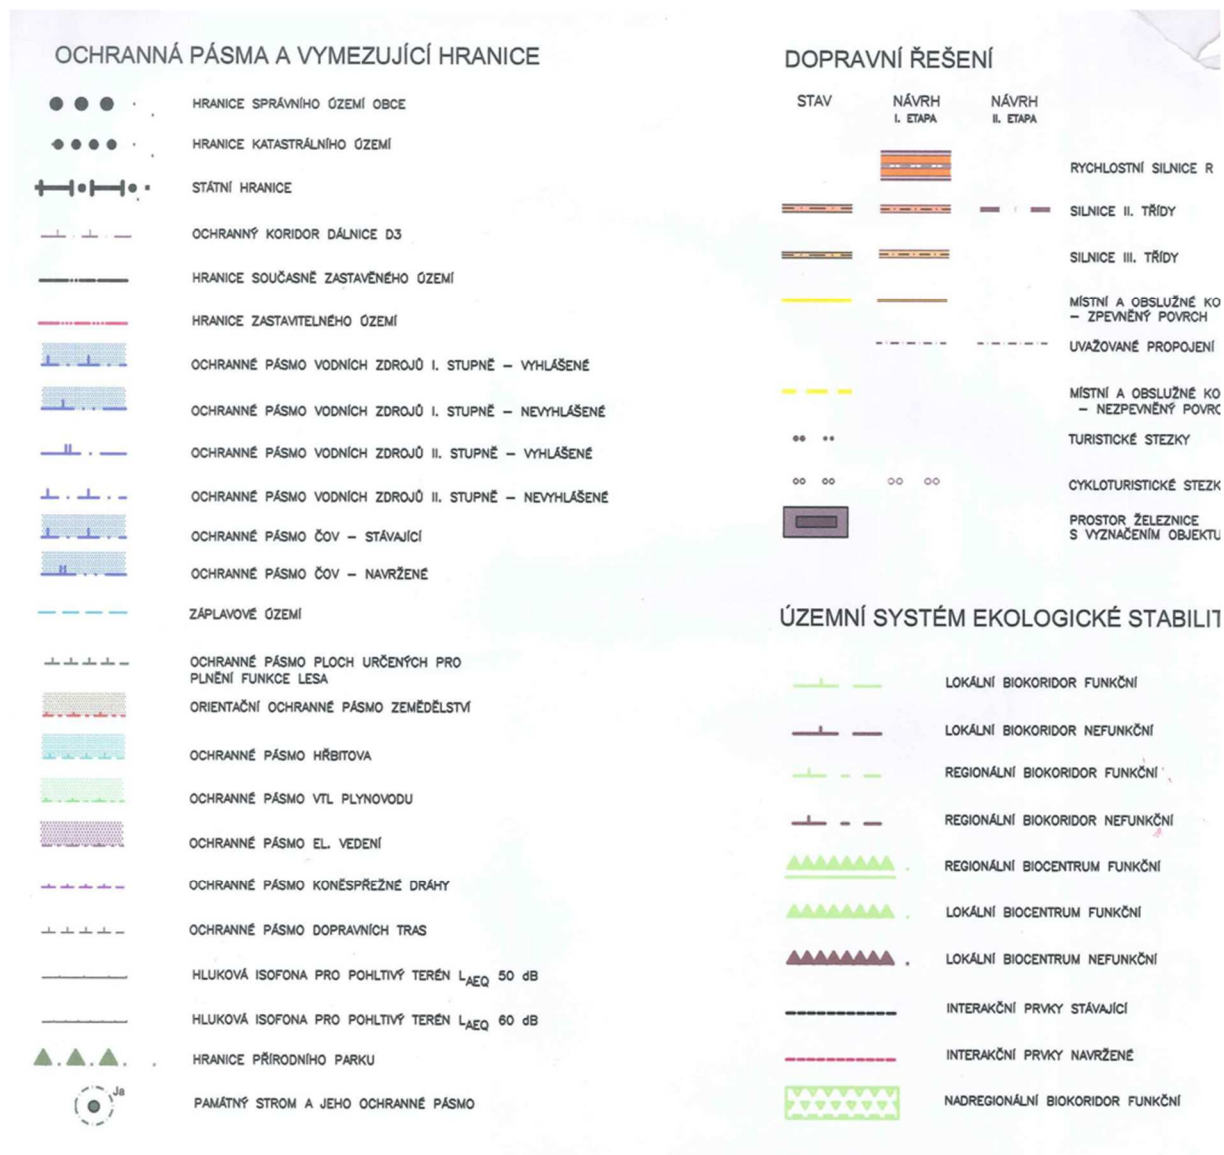 OCHRANNÁ PÁSMA A VYMEZUJÍCÍ HRANICE
HRANICE SPRÁVNÍHO ÚZEMÍ OBCE
HRANICE KATASTRÁLNÍHO ÚZEMÍ
STÁTNÍ HRANICE
OCHRANNÝ KORIDOR DÁLNICE D3
HRANICE SOUČASNĚ ZASTAVĚNÉHO ÚZEMÍ
HRANICE ZASTAVITELNÉHO ÚZEMÍ
OCHRANNÉ PÁSMO VODNÍCH ZDROJŮ I. STUPNĚ – VYHLÁŠENÉ
OCHRANNÉ PÁSMO VODNÍCH ZDROJŮ I. STUPNĚ – NEVYHLÁŠENÉ
OCHRANNÉ PÁSMO VODNÍCH ZDROJŮ II. STUPNĚ – VYHLÁŠENÉ
OCHRANNÉ PÁSMO VODNÍCH ZDROJŮ II. STUPNĚ – NEVYHLÁŠENÉ
OCHRANNÉ PÁSMO ČOV – STÁVAJÍCÍ
OCHRANNÉ PÁSMO ČOV – NAVRŽENÉ
ZÁPLAVOVÉ ÚZEMÍ
OCHRANNÉ PÁSMO PLOCH URČENÝCH PRO
PLNĚNÍ FUNKCE LESA
ORIENTAČNÍ OCHRANNÉ PÁSMO ZEMĚDĚLSTVÍ
OCHRANNÉ PÁSMO HŘBITOVA
OCHRANNÉ PÁSMO VTL PLYNOVODU
OCHRANNÉ PÁSMO EL. VEDENÍ
OCHRANNÉ PÁSMO KONĚSPŘEŽNÉ DRÁHY
OCHRANNÉ PÁSMO DOPRAVNÍCH TRAS
HLUKOVÁ ISOFONA PRO POHLTIVÝ TERÉN LAEQ 50 dB
HLUKOVÁ ISOFONA PRO POHLTIVÝ TERÉN LAEQ 60 dB
HRANICE PŘÍRODNÍHO PARKU
Ja
PAMÁTNÝ STROM A JEHO OCHRANNÉ PÁSMO
DOPRAVNÍ ŘEŠENÍ
STAV NÁVRH NÁVRH
I. ETAPA II. ETAPA
RYCHLOSTNÍ SILNICE R
SILNICE II. TŘÍDY
SILNICE III. TŘÍDY
MÍSTNÍ A OBSLUŽNÉ KO
– ZPEVNĚNÝ POVRCH
UVAŽOVANÉ PROPOJENÍ
MÍSTNÍ A OBSLUŽNÉ KO
– NEZPEVNĚNÝ POVRC
TURISTICKÉ STEZKY
CYKLOTURISTICKÉ STEZK
PROSTOR ŽELEZNICE
S VYZNAČENÍM OBJEKTU
ÚZEMNÍ SYSTÉM EKOLOGICKÉ STABILIT
LOKÁLNÍ BIOKORIDOR FUNKČNÍ
LOKÁLNÍ BIOKORIDOR NEFUNKČNÍ
REGIONÁLNÍ BIOKORIDOR FUNKČNÍ
REGIONÁLNÍ BIOKORIDOR NEFUNKČNÍ
REGIONÁLNÍ BIOCENTRUM FUNKČNÍ
LOKÁLNÍ BIOCENTRUM FUNKČNÍ
LOKÁLNÍ BIOCENTRUM NEFUNKČNÍ
INTERAKČNÍ PRVKY STÁVAJÍCÍ
INTERAKČNÍ PRVKY NAVRŽENÉ
NADREGIONÁLNÍ BIOKORIDOR FUNKČNÍ